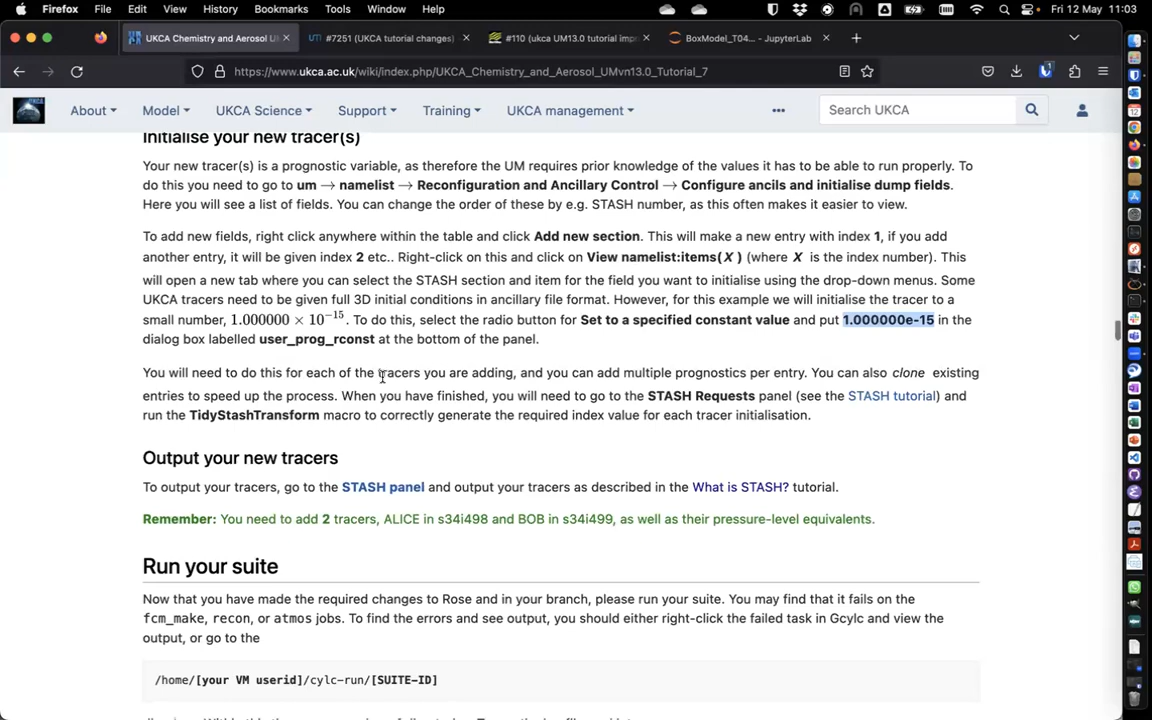 Firefox File Edit View History Bookmarks Tools Window Help Fri 12 May 11:03
UKCA Chemistry and Aerosol U
#7251 (UKCA tutorial changes)
#110 (ukca UM13.0 tutorial imp
BoxModel_T04... - JupyterLab
https://www.ukca.ac.uk/wiki/index.php/UKCA_Chemistry_and_Aerosol_UMvn13.0_Tutorial_7
About Model UKCA Science Support Training UKCA management Search UKCA
Initialise your new tracer(s)
Your new tracer(s) is a prognostic variable, as therefore the UM requires prior knowledge of the values it has to be able to run properly. To
do this you need to go to um → namelist → Reconfiguration and Ancillary Control → Configure ancils and initialise dump fields.
Here you will see a list of fields. You can change the order of these by e.g. STASH number, as this often makes it easier to view.
To add new fields, right click anywhere within the table and click Add new section. This will make a new entry with index 1, if you add
another entry, it will be given index 2 etc.. Right-click on this and click on View namelist:items(X ) (where X is the index number). This
will open a new tab where you can select the STASH section and item for the field you want to initialise using the drop-down menus. Some
UKCA tracers need to be given full 3D initial conditions in ancillary file format. However, for this example we will initialise the tracer to a
small number, 1.000000 × 10⁻¹⁵. To do this, select the radio button for Set to a specified constant value and put 1.000000e-15 in the
dialog box labelled user_prog_rconst at the bottom of the panel.
You will need to do this for each of the tracers you are adding, and you can add multiple prognostics per entry. You can also clone existing
entries to speed up the process. When you have finished, you will need to go to the STASH Requests panel (see the STASH tutorial) and
run the TidyStashTransform macro to correctly generate the required index value for each tracer initialisation.
Output your new tracers
To output your tracers, go to the STASH panel and output your tracers as described in the What is STASH? tutorial.
Remember: You need to add 2 tracers, ALICE in s34i498 and BOB in s34i499, as well as their pressure-level equivalents.
Run your suite
Now that you have made the required changes to Rose and in your branch, please run your suite. You may find that it fails on the
fcm_make, recon, or atmos jobs. To find the errors and see output, you should either right-click the failed task in Gcylc and view the
output, or go to the
/home/[your VM userid]/cylc-run/[SUITE-ID]